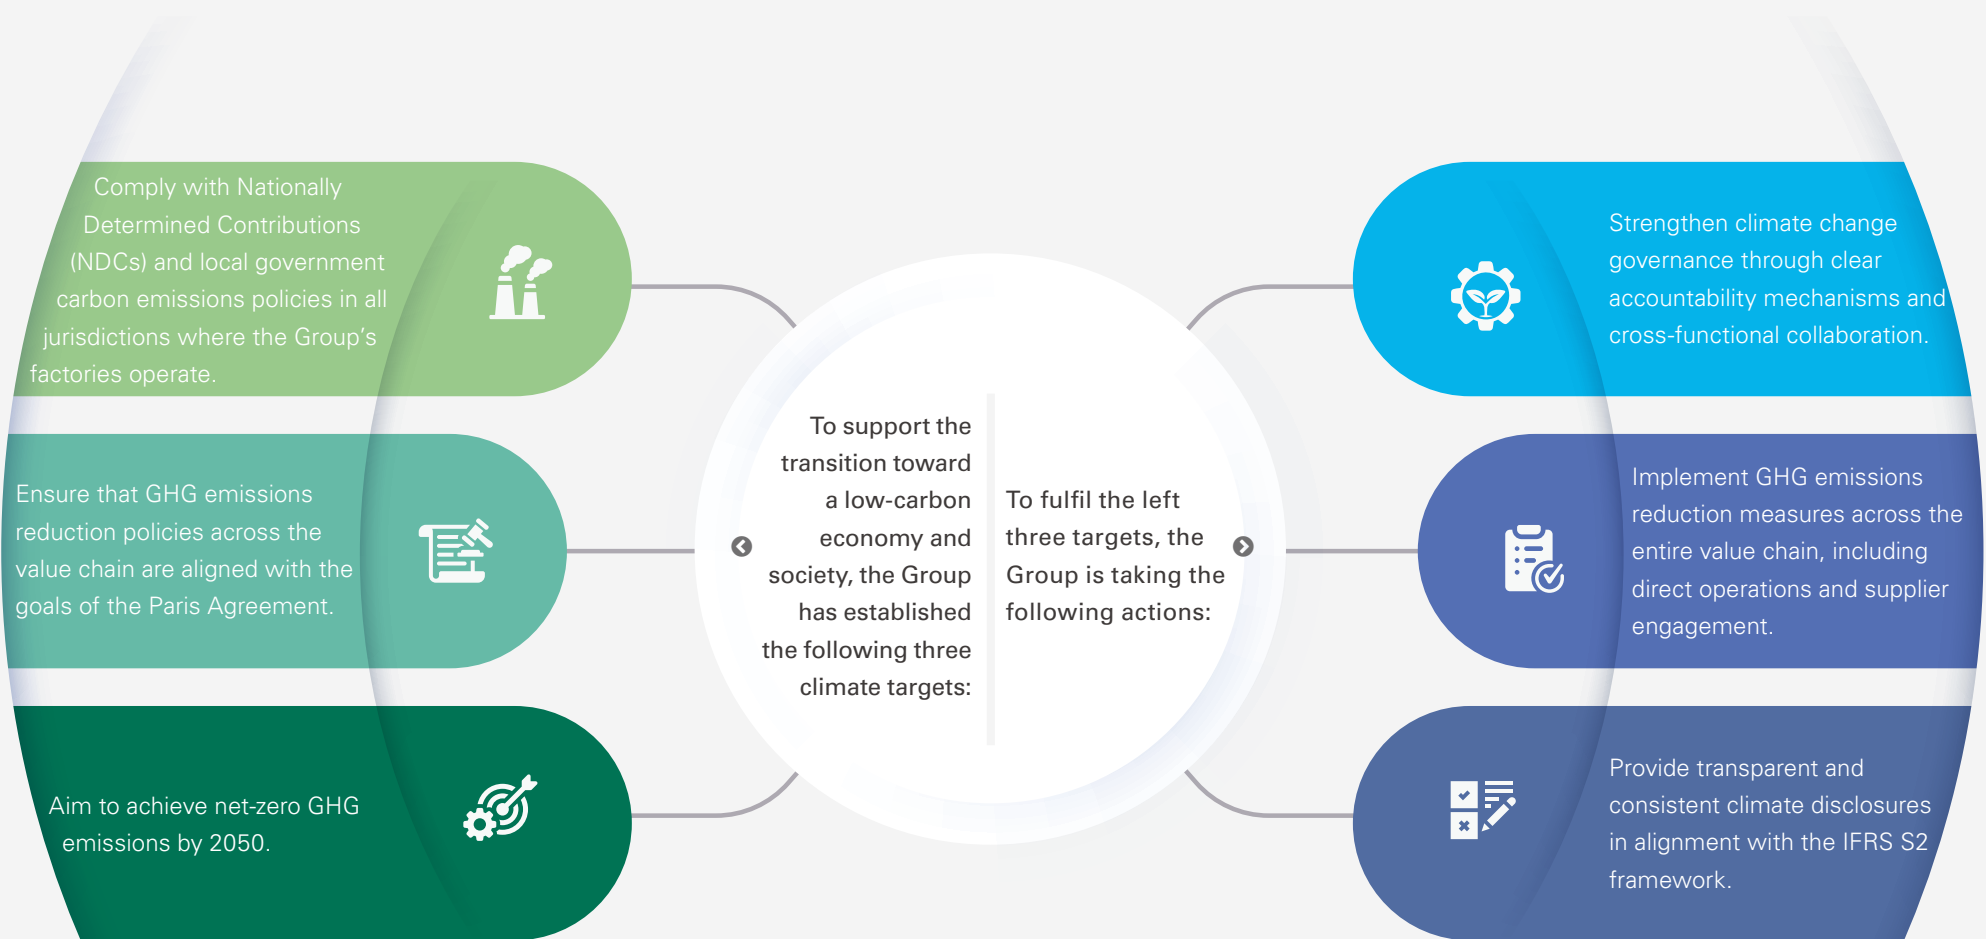 Comply with Nationally
Determined Contributions
(NDCs) and local government
carbon emissions policies in all
jurisdictions where the Group's
factories operate.
Ensure that GHG emissions
reduction policies across the
value chain are aligned with the
goals of the Paris Agreement.
Aim to achieve net-zero GHG
emissions by 2050.
To support the
transition toward
a low-carbon
economy and
society, the Group
has established
the following three
climate targets:
To fulfil the left
three targets, the
Group is taking the
following actions:
Strengthen climate change
governance through clear
accountability mechanisms and
cross-functional collaboration.
Implement GHG emissions
reduction measures across the
entire value chain, including
direct operations and supplier
engagement.
Provide transparent and
consistent climate disclosures
in alignment with the IFRS S2
framework.